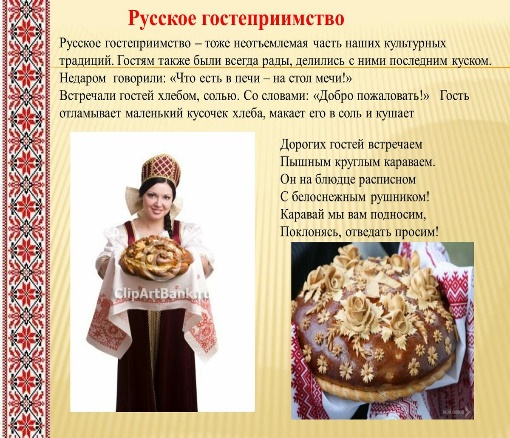 Русское гостеприимство
Русское гостеприимство – тоже неотъемлемая часть наших культурных
традиций. Гостям также были всегда рады, делились с ними последним куском.
Недаром говорили: «Что есть в печи – на стол мечи!»
Встречали гостей хлебом, солью. Со словами: «Добро пожаловать!» Гость
отламывает маленький кусочек хлеба, макает его в соль и кушает
Дорогих гостей встречаем
Пышным круглым караваем.
Он на блюдце расписном
С белоснежным рушником!
Каравай мы вам подносим,
Поклонясь, отведать просим!
ClipArtBank.ru